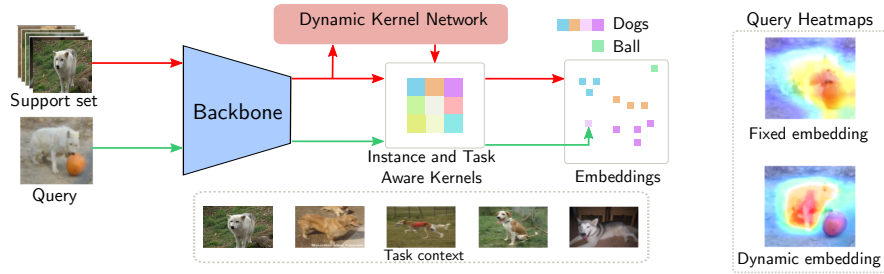 Dynamic Kernel Network
Dogs
Ball
Query Heatmaps
Support set
Backbone
Fixed embedding
Query
Instance and Task
Aware Kernels
Embeddings
Task context
Dynamic embedding